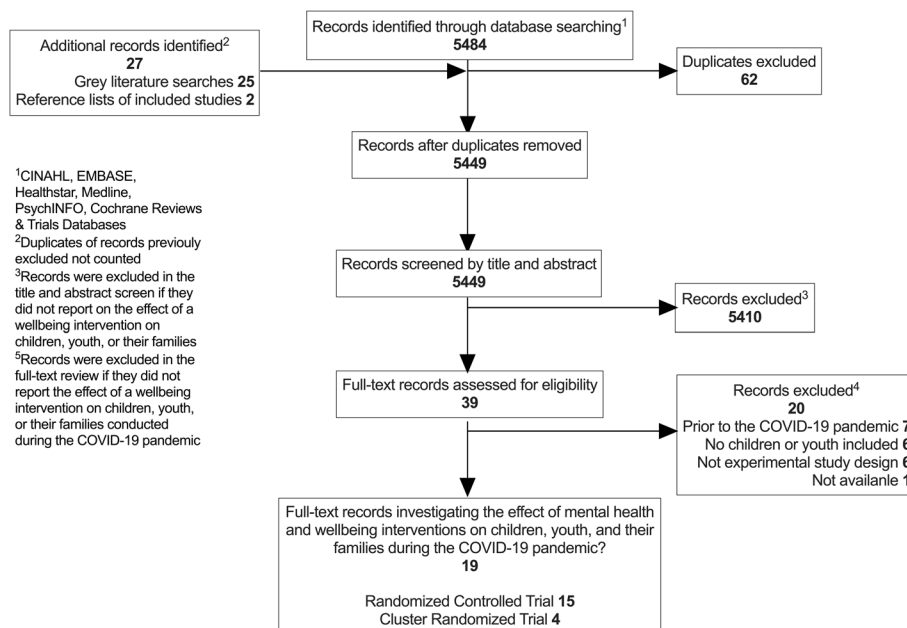 Records identified through database searching1
5484
Additional records identified2
27
Grey literature searches 25
Reference lists of included studies 2
Duplicates excluded
62
Records after duplicates removed
5449
1CINAHL, EMBASE,
Healthstar, Medline,
PsychINFO, Cochrane Reviews
& Trials Databases
2Duplicates of records previouly
excluded not counted
3Records were excluded in the
title and abstract screen if they
did not report on the effect of a
wellbeing intervention on
children, youth, or their families
5Records were excluded in the
full-text review if they did not
report the effect of a wellbeing
intervention on children, youth,
or their families conducted
during the COVID-19 pandemic
Records screened by title and abstract
5449
Records excluded3
5410
Full-text records assessed for eligibility
39
Records excluded4
20
Prior to the COVID-19 pandemic 7
No children or youth included 6
Not experimental study design 6
Not availanle 1
Full-text records investigating the effect of mental health
and wellbeing interventions on children, youth, and their
families during the COVID-19 pandemic?
19
Randomized Controlled Trial 15
Cluster Randomized Trial 4